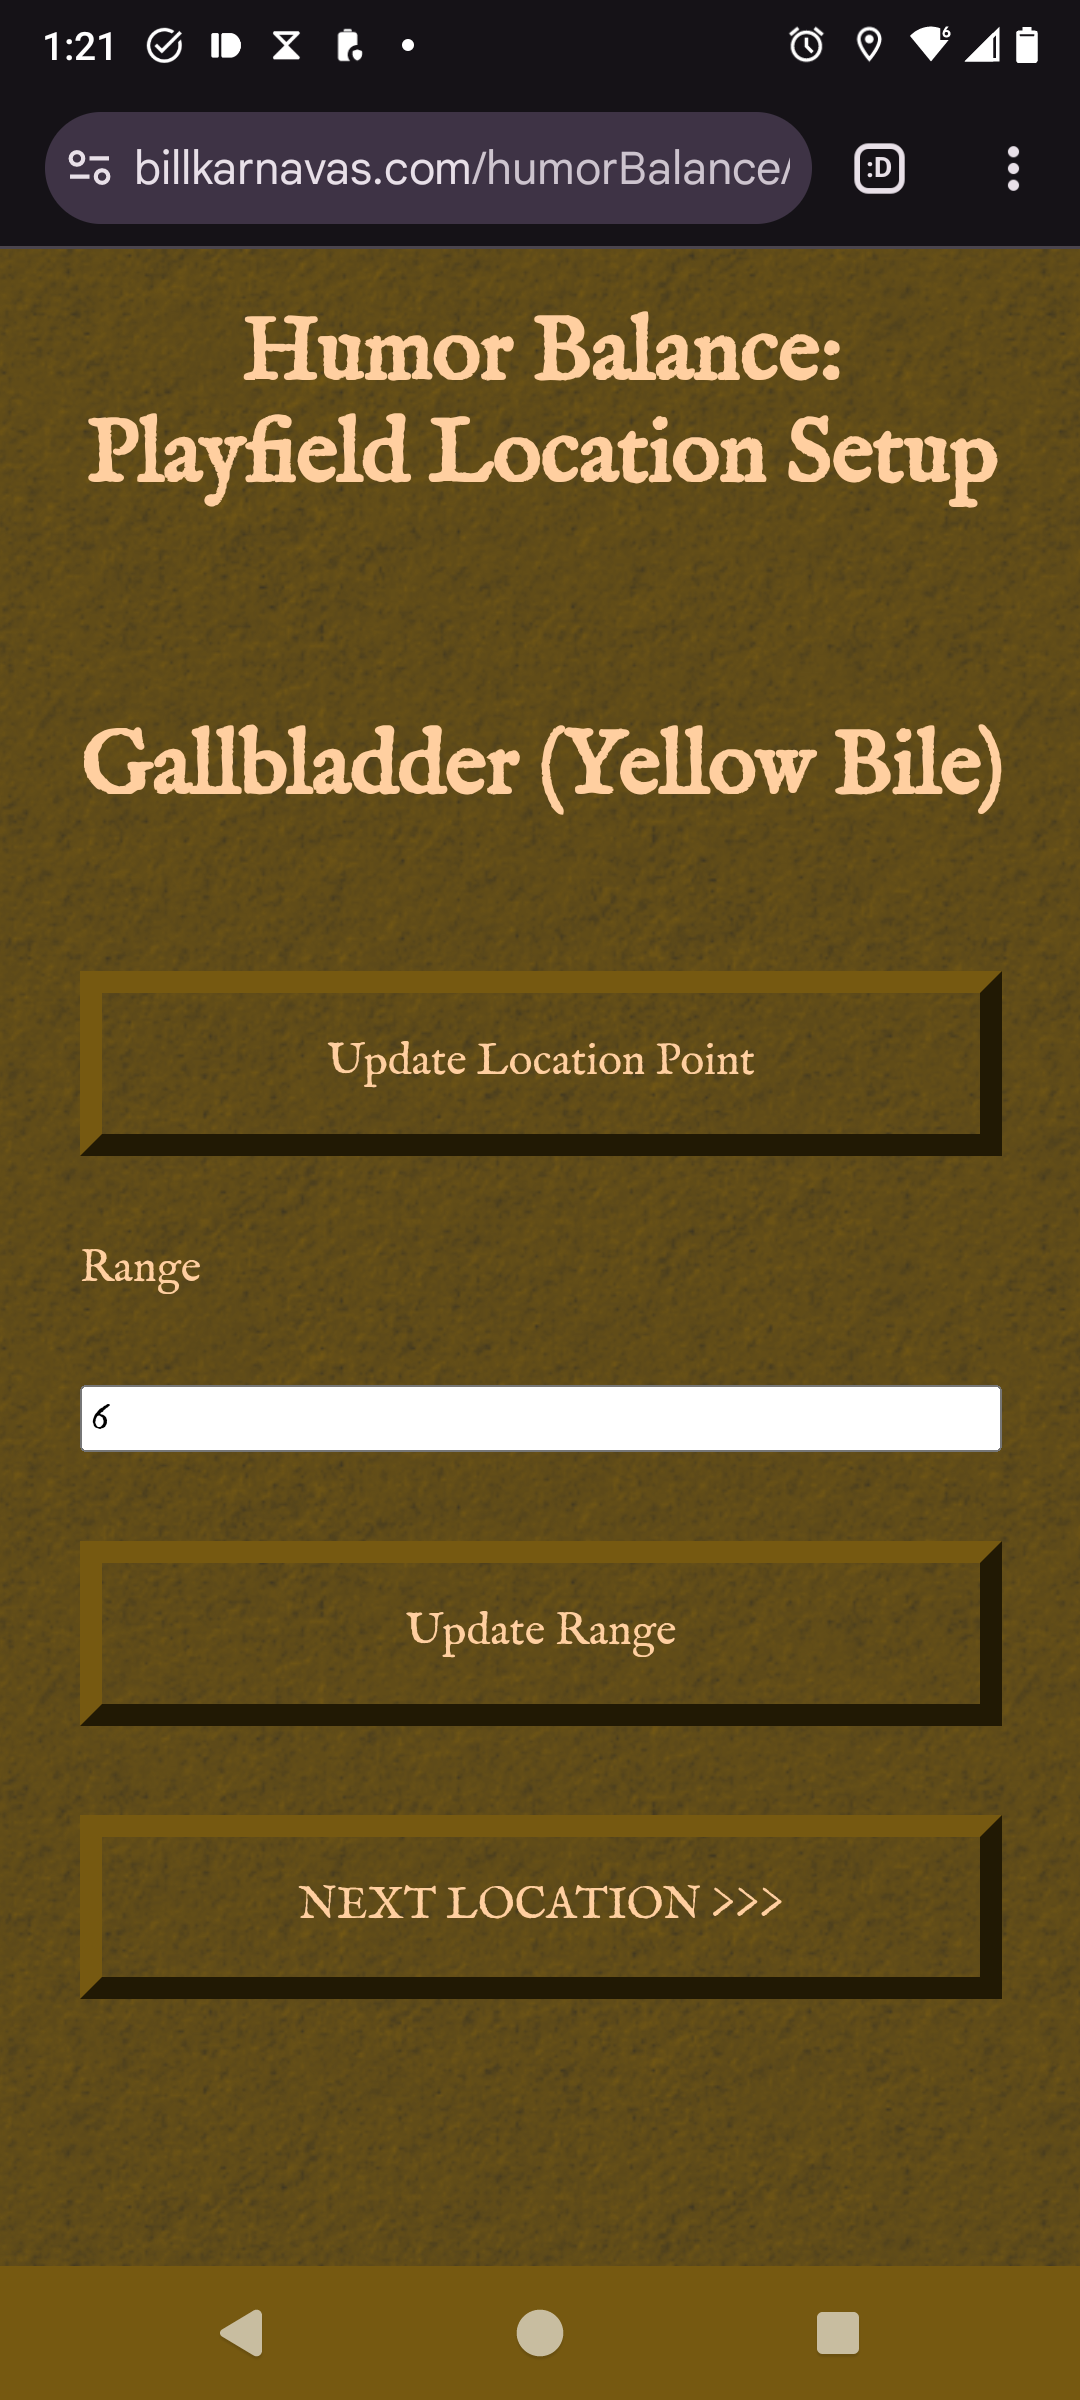 1:21
6
billkarnavas.com/humorBalance/
:D
Humor Balance:
Playfield Location Setup
Gallbladder (Yellow Bile)
Update Location Point
Range
6
Update Range
NEXT LOCATION >>>